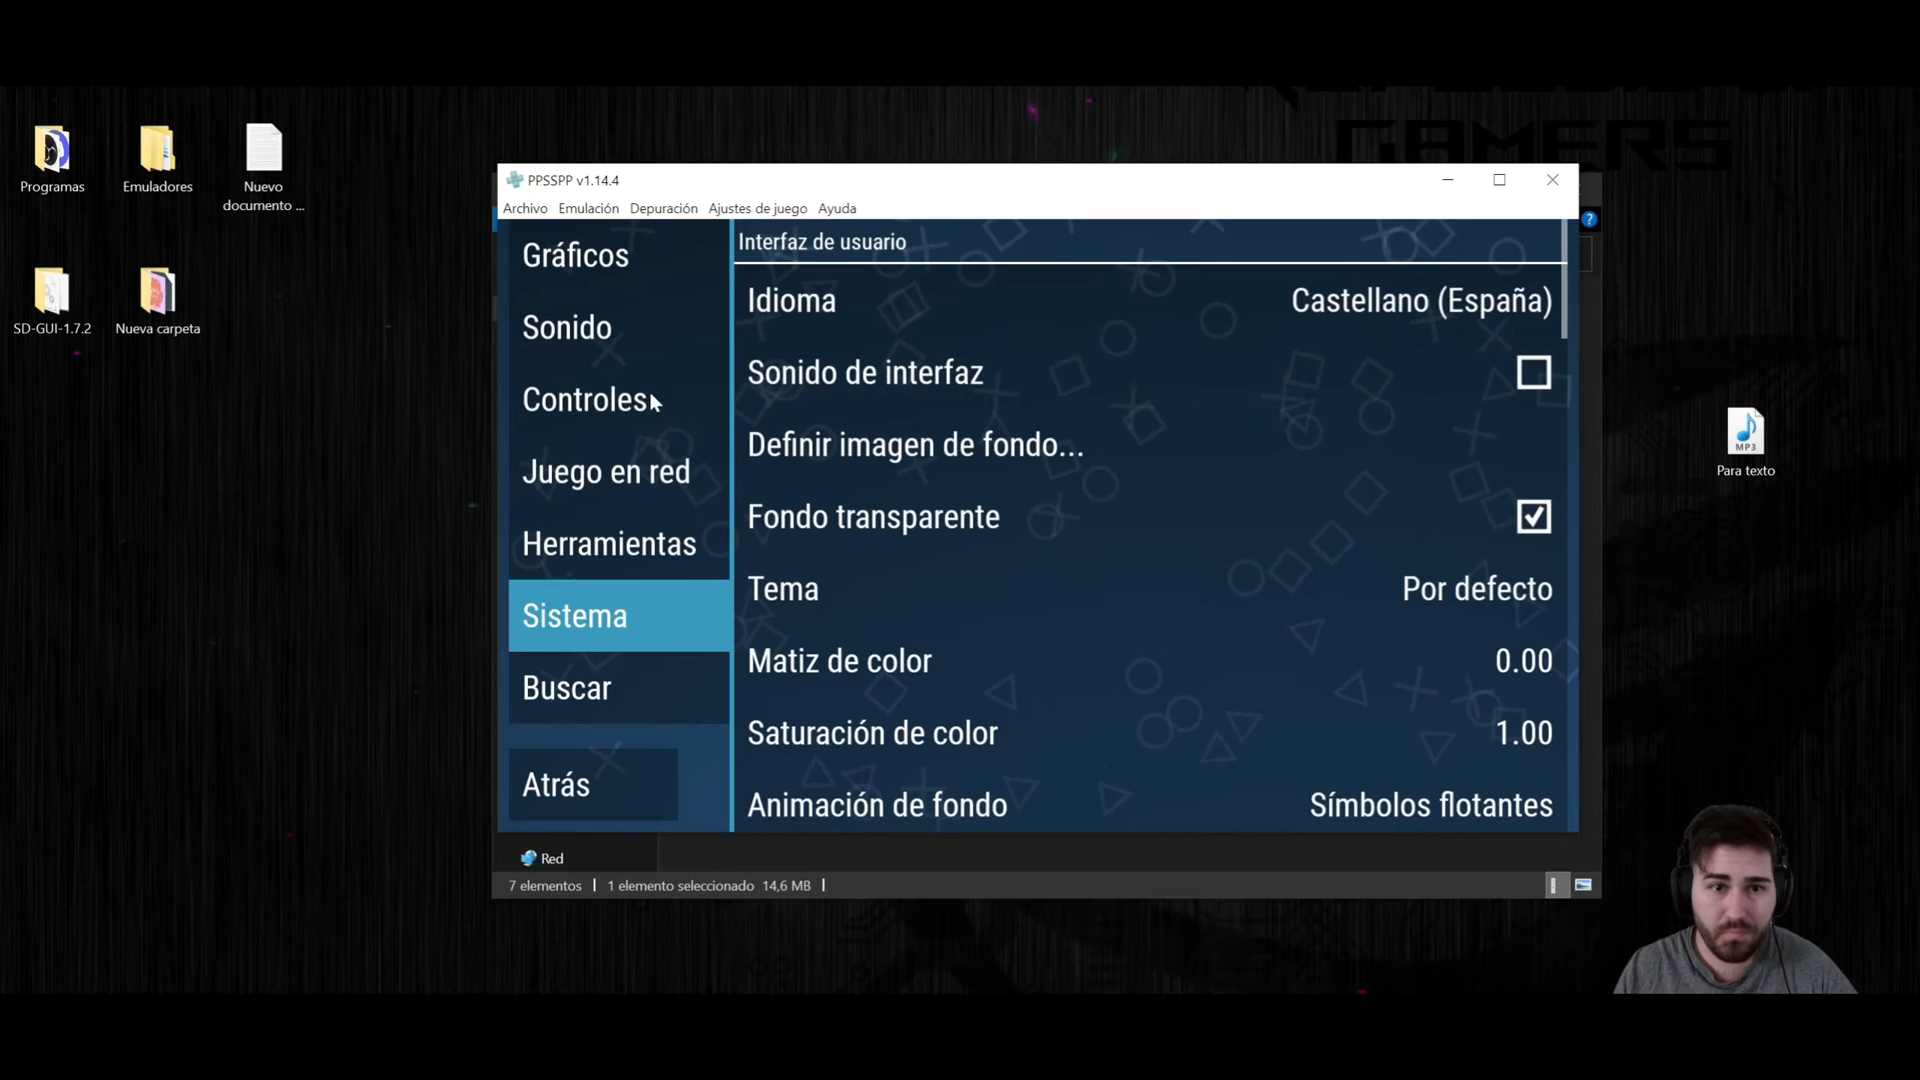 GAMERS
Programas
Emuladores
Nuevo
documento ...
SD-GUI-1.7.2
Nueva carpeta
PPSSPP v1.14.4
Archivo Emulación Depuración Ajustes de juego Ayuda
Gráficos
Sonido
Controles
Juego en red
Herramientas
Sistema
Buscar
Atrás
Interfaz de usuario
Idioma Castellano (España)
Sonido de interfaz
Definir imagen de fondo...
Fondo transparente
Tema Por defecto
Matiz de color 0.00
Saturación de color 1.00
Animación de fondo Símbolos flotantes
Red
7 elementos 1 elemento seleccionado 14,6 MB
?
MP3
Para texto